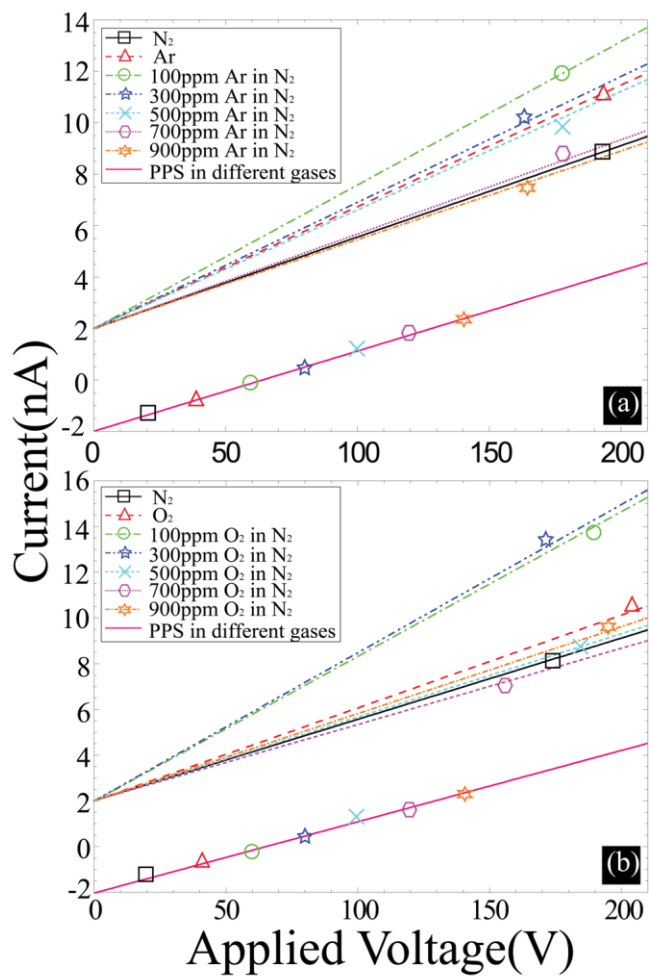 Current(nA)
14
12
10
8
6
4
2
0
-2
N₂
Ar
100ppm Ar in N₂
300ppm Ar in N₂
500ppm Ar in N₂
700ppm Ar in N₂
900ppm Ar in N₂
PPS in different gases
(a)
0 50 100 150 200
16
14
12
10
8
6
4
2
0
-2
N₂
O₂
100ppm O₂ in N₂
300ppm O₂ in N₂
500ppm O₂ in N₂
700ppm O₂ in N₂
900ppm O₂ in N₂
PPS in different gases
(b)
0 50 100 150 200
Applied Voltage(V)